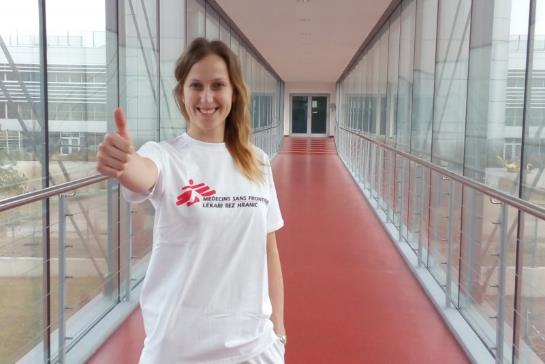 MEDECINS SANS FRONTIERES
LEKARI BEZ HRANIC